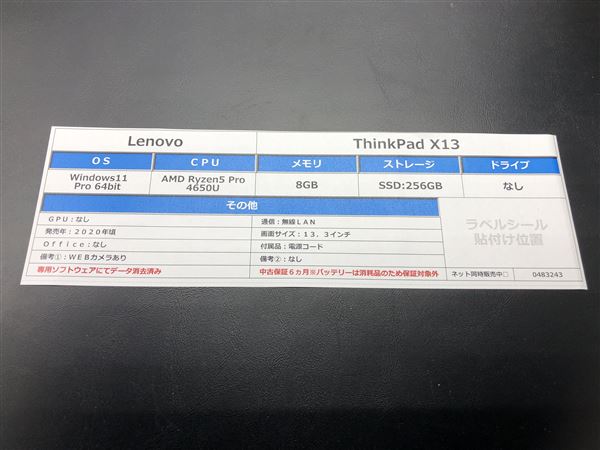 Lenovo ThinkPad X13
OS CPU メモリ ストレージ ドライブ
Windows11 Pro 64bit AMD Ryzen5 Pro 4650U 8GB SSD:256GB なし
その他
GPU:なし 通信:無線LAN
発売年:2020年頃 画面サイズ:13.3インチ
Office:なし 付属品:電源コード
備考①:WEBカメラあり 備考②:なし
専用ソフトウェアにてデータ消去済み 中古保証6ヵ月※バッテリーは消耗品のため保証対象外
ラベルシール
貼付け位置
ネット同時販売中□ 0483243